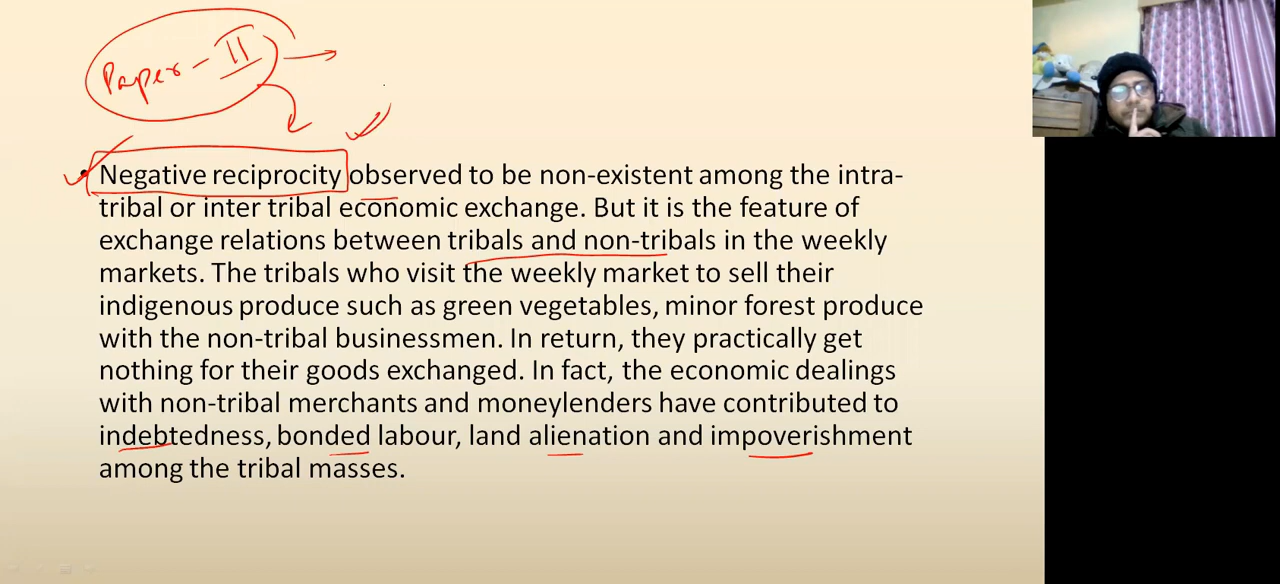 Paper - II
• Negative reciprocity observed to be non-existent among the intra-
tribal or inter tribal economic exchange. But it is the feature of
exchange relations between tribals and non-tribals in the weekly
markets. The tribals who visit the weekly market to sell their
indigenous produce such as green vegetables, minor forest produce
with the non-tribal businessmen. In return, they practically get
nothing for their goods exchanged. In fact, the economic dealings
with non-tribal merchants and moneylenders have contributed to
indebtedness, bonded labour, land alienation and impoverishment
among the tribal masses.